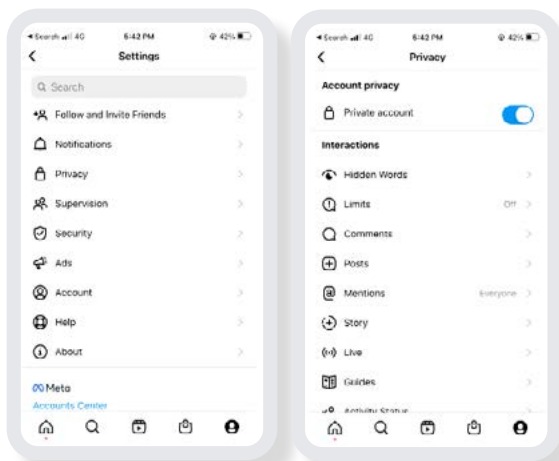 Search 4G 6:42 PM 42%
Settings
Search
Follow and Invite Friends
Notifications
Privacy
Supervision
Security
Ads
Account
Help
About
Meta
Accounts Center
Search 4G 6:42 PM 42%
Privacy
Account privacy
Private account
Interactions
Hidden Words
Limits Off
Comments
Posts
Mentions Everyone
Story
Live
Guides
Activity Status